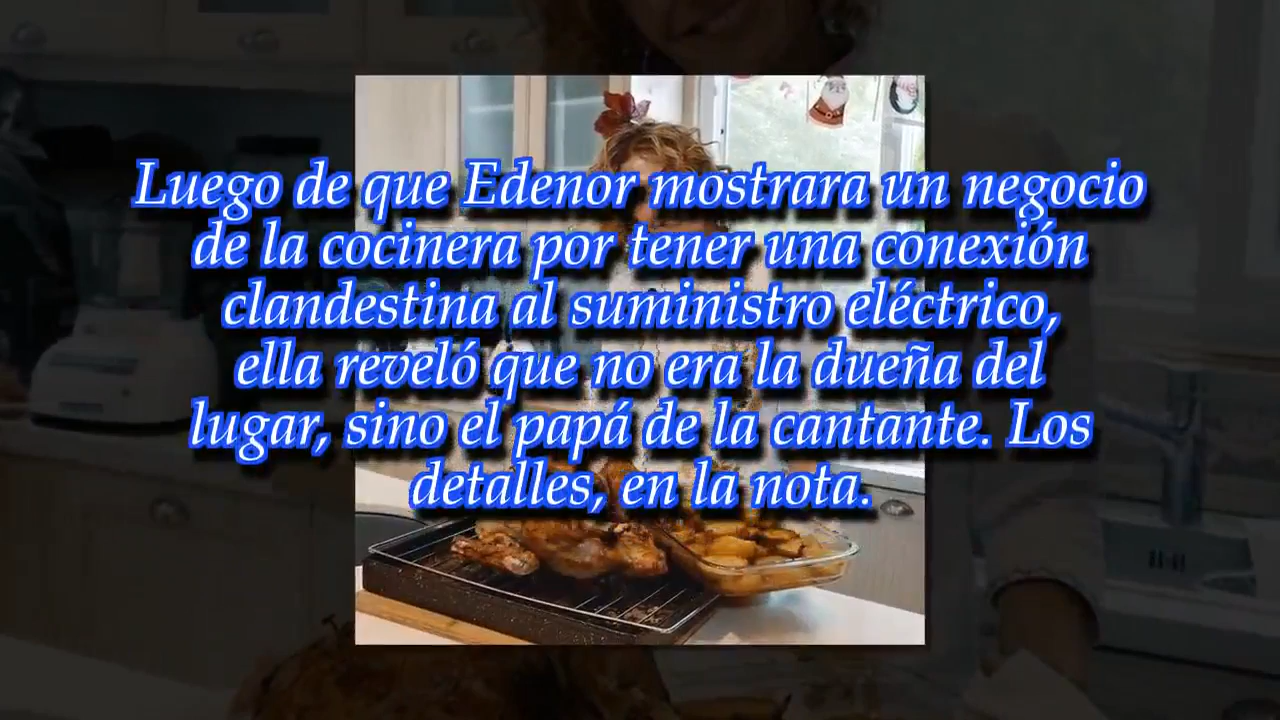 Luego de que Edenor mostrara un negocio
de la cocinera por tener una conexión
clandestina al suministro eléctrico,
ella reveló que no era la dueña del
lugar, sino el papá de la cantante. Los
detalles, en la nota.